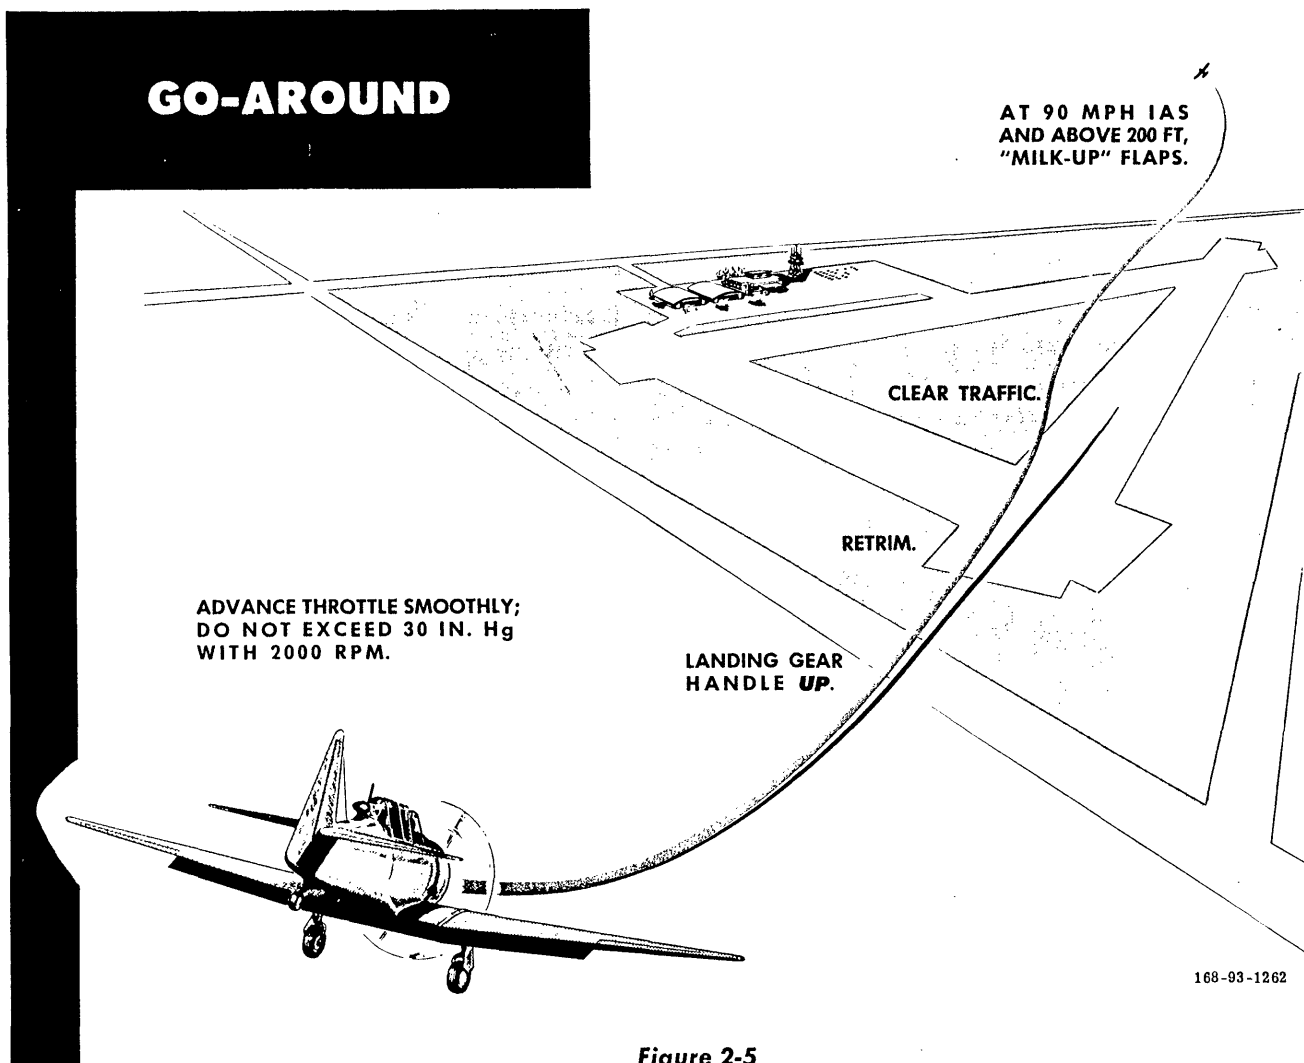 GO-AROUND
AT 90 MPH IAS
AND ABOVE 200 FT,
"MILK-UP" FLAPS.
CLEAR TRAFFIC.
RETRIM.
ADVANCE THROTTLE SMOOTHLY;
DO NOT EXCEED 30 IN. Hg
WITH 2000 RPM.
LANDING GEAR
HANDLE UP.
168-93-1262
Figure 2-5